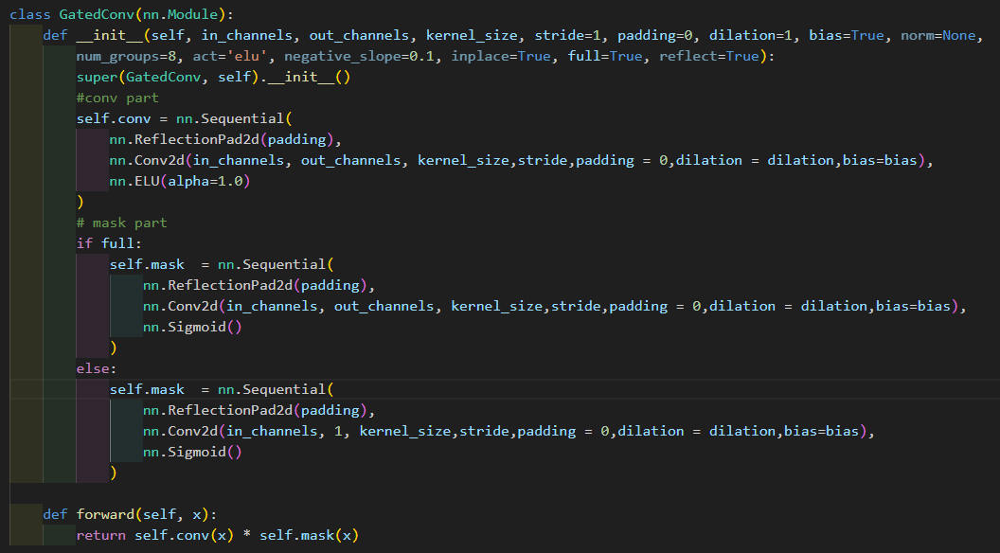 class GatedConv(nn.Module):
    def __init__(self, in_channels, out_channels, kernel_size, stride=1, padding=0, dilation=1, bias=True, norm=None,
        num_groups=8, act='elu', negative_slope=0.1, inplace=True, full=True, reflect=True):
        super(GatedConv, self).__init__()
        #conv part
        self.conv = nn.Sequential(
            nn.ReflectionPad2d(padding),
            nn.Conv2d(in_channels, out_channels, kernel_size,stride,padding = 0,dilation = dilation,bias=bias),
            nn.ELU(alpha=1.0)
        )
        # mask part
        if full:
            self.mask  = nn.Sequential(
                nn.ReflectionPad2d(padding),
                nn.Conv2d(in_channels, out_channels, kernel_size,stride,padding = 0,dilation = dilation,bias=bias),
                nn.Sigmoid()
            )
        else:
            self.mask  = nn.Sequential(
                nn.ReflectionPad2d(padding),
                nn.Conv2d(in_channels, 1, kernel_size,stride,padding = 0,dilation = dilation,bias=bias),
                nn.Sigmoid()
            )

    def forward(self, x):
        return self.conv(x) * self.mask(x)